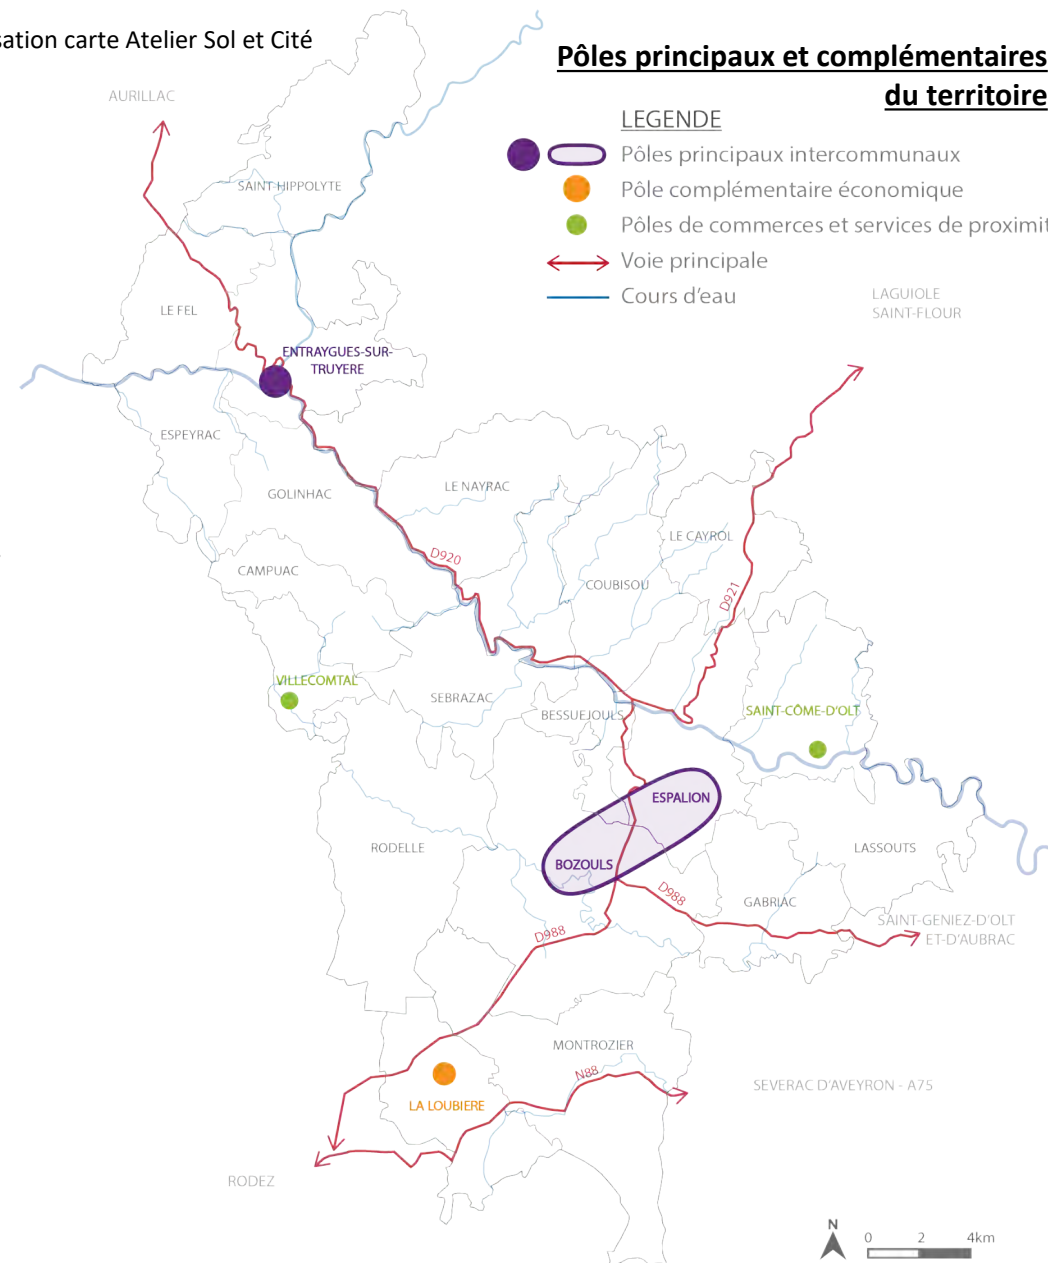 sation carte Atelier Sol et Cité
Pôles principaux et complémentaires
du territoire
LEGENDE
Pôles principaux intercommunaux
Pôle complémentaire économique
Pôles de commerces et services de proximit
Voie principale
Cours d'eau
AURILLAC
SAINT-HIPPOLYTE
LAGUIOLE
SAINT-FLOUR
LE FEL
ENTRAYGUES-SUR-
TRUYERE
ESPEYRAC
GOLINHAC
LE NAYRAC
LE CAYROL
D920
CAMPUAC
COUBISOU
D921
VILLECOMTAL
SEBRAZAC
BESSUEJOULS
SAINT-CÔME-D'OLT
ESPALION
RODELLE
LASSOUTS
BOZOULS
D988
GABRIAC
SAINT-GENIEZ-D'OLT
ET-D'AUBRAC
D988
MONTROZIER
N88
SEVERAC D'AVEYRON - A75
LA LOUBIERE
RODEZ
N
0 2 4km